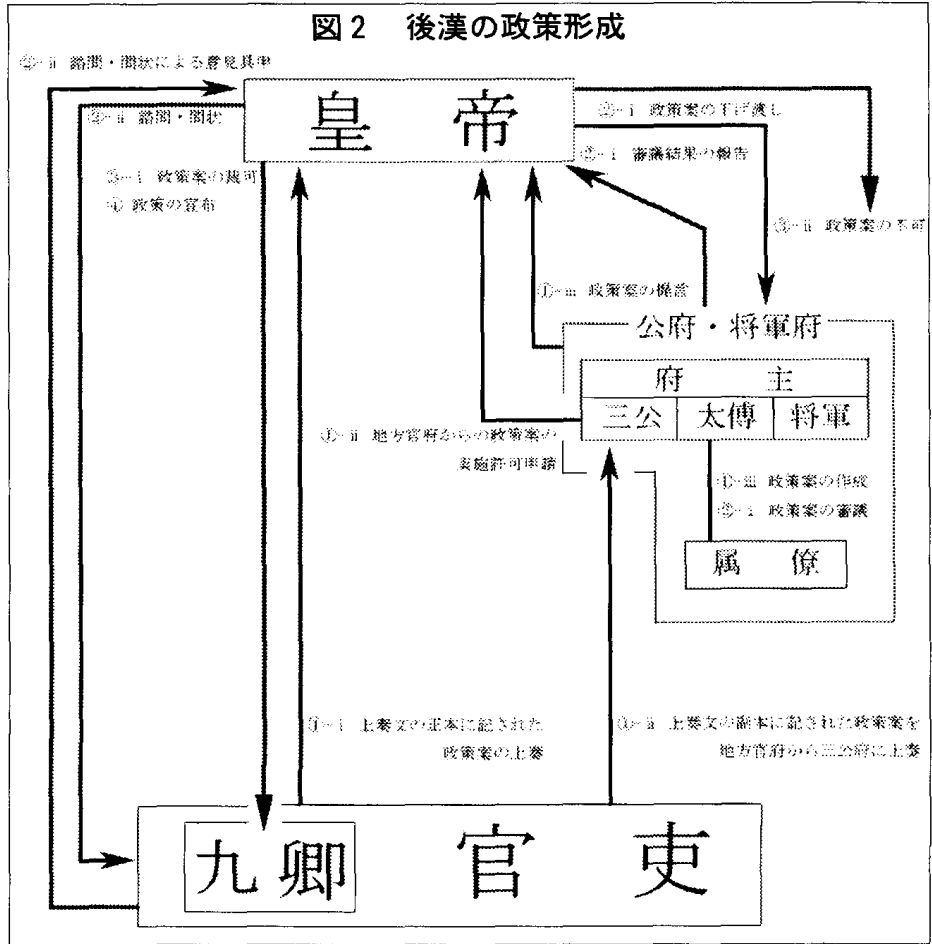 図2 後漢の政策形成
②-ii 諮問・問状による意見具申
皇帝
②-i 政策案の下げ渡し
②-ii 諮問・問状
②-i 審議結果の報告
③-i 政策案の裁可
④ 政策の宣布
③-ii 政策案の不可
①-iii 政策案の提言
公府・将軍府
府主
三公 太傅 将軍
①-ii 地方官府からの政策案の
実施許可申請
①-iii 政策案の作成
②-i 政策案の審議
属僚
①-i 上奏文の正本に記された
政策案の上奏
①-ii 上奏文の副本に記された政策案を
地方官府から三公府に上奏
九卿 官吏